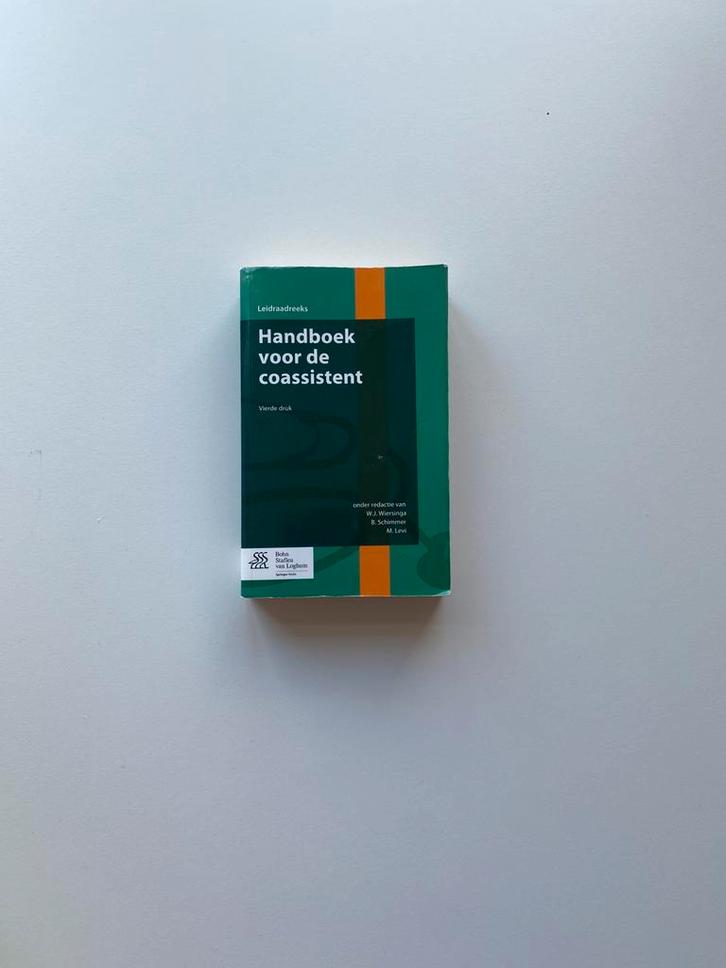 Leidraadreeks
Handboek
voor de
coassistent
Vierde druk
onder redactie van
W.J. Wiersinga
B. Schimmer
M. Levi
Bohn
Stafleu
van Loghum